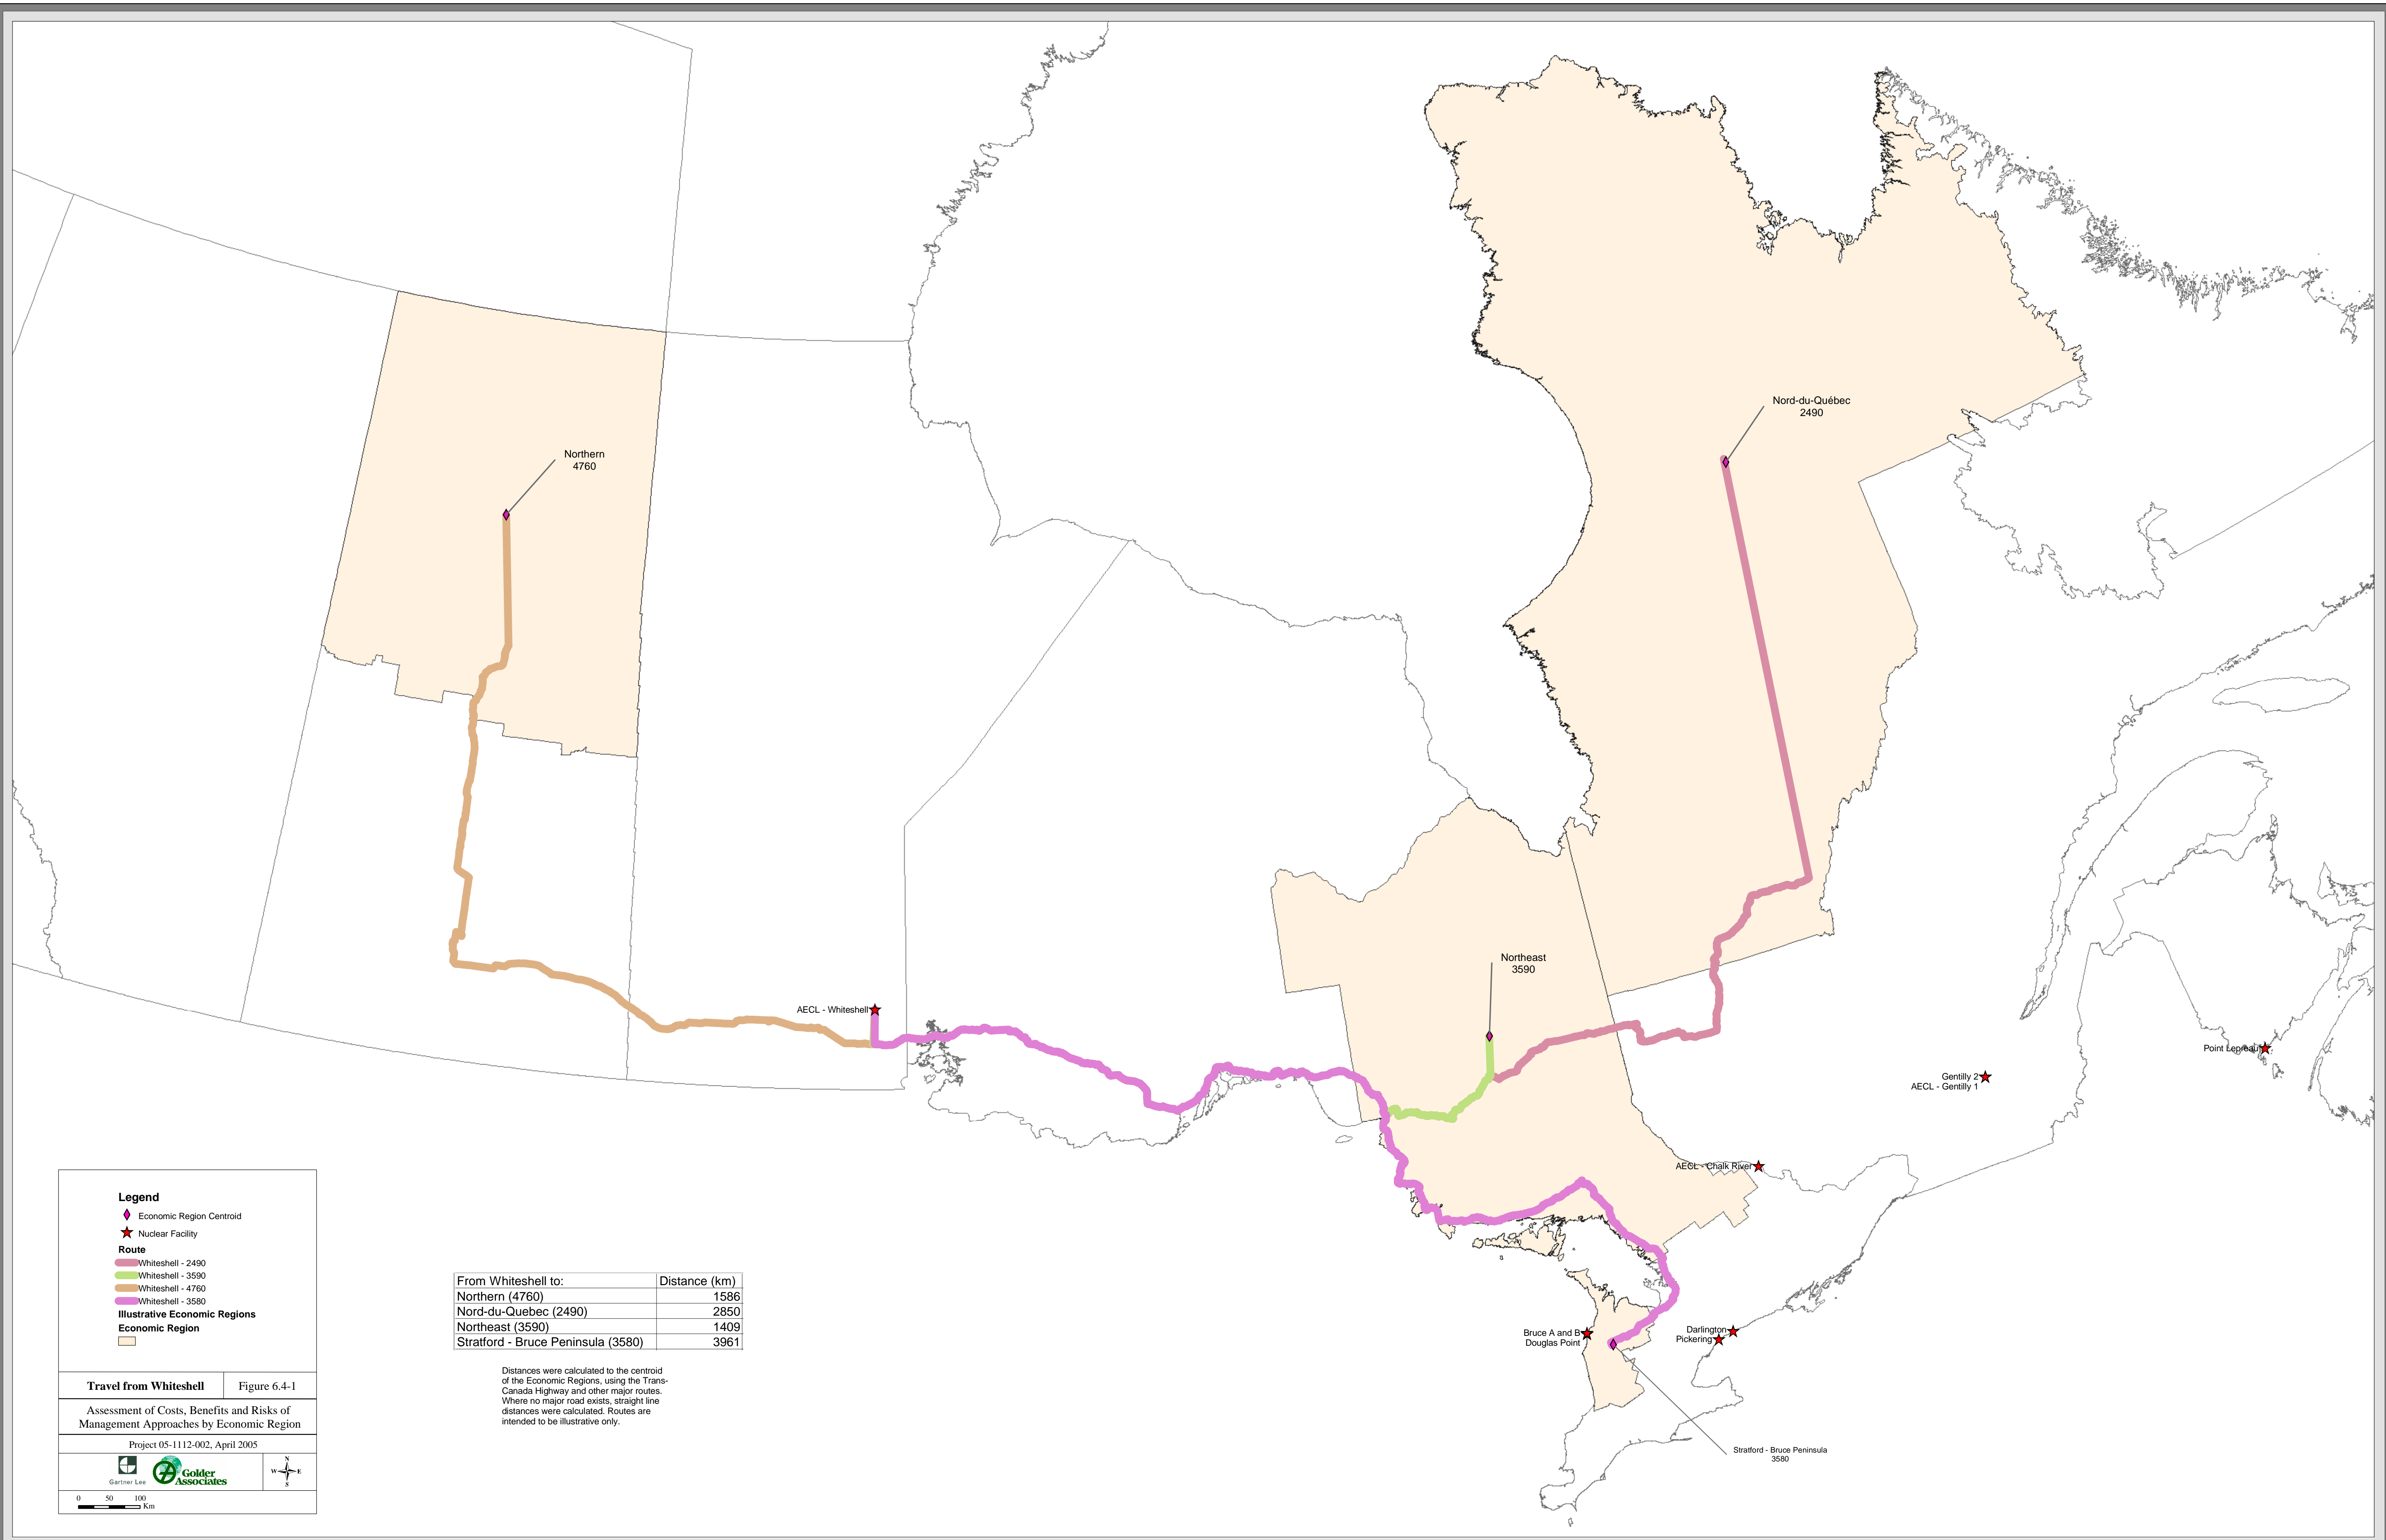 Nord-du-Québec
2490
Northern
4760
Northeast
3590
AECL - Whiteshell
Point Lepreau
Gentilly 2
AECL - Gentilly 1
AECL - Chalk River
Bruce A and B
Douglas Point
Darlington
Pickering
Stratford - Bruce Peninsula
3580
Legend
Economic Region Centroid
Nuclear Facility
Route
Whiteshell - 2490
Whiteshell - 3590
Whiteshell - 4760
Whiteshell - 3580
Illustrative Economic Regions
Economic Region
Travel from Whiteshell Figure 6.4-1
Assessment of Costs, Benefits and Risks of
Management Approaches by Economic Region
Project 05-1112-002, April 2005
Gartner Lee
Golder
Associates
N
W E
S
0 50 100
Km
From Whiteshell to: Distance (km)
Northern (4760) 1586
Nord-du-Quebec (2490) 2850
Northeast (3590) 1409
Stratford - Bruce Peninsula (3580) 3961
Distances were calculated to the centroid
of the Economic Regions, using the Trans-
Canada Highway and other major routes.
Where no major road exists, straight line
distances were calculated. Routes are
intended to be illustrative only.